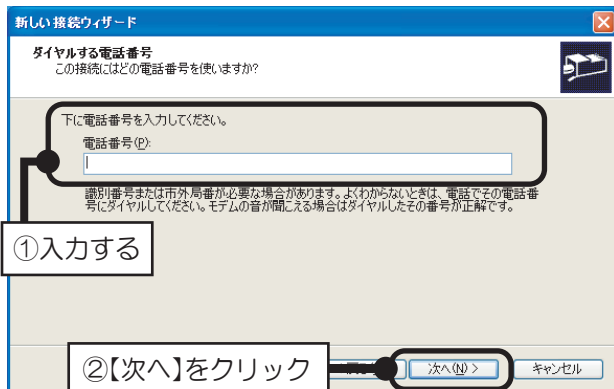 新しい接続ウィザード
ダイヤルする電話番号
この接続にはどの電話番号を使いますか?
下に電話番号を入力してください。
電話番号(P):
識別番号または市外局番が必要な場合があります。よくわからないときは、電話でその電話番
号にダイヤルしてください。モデムの音が聞こえる場合はダイヤルしたその番号が正解です。
①入力する
②【次へ】をクリック
次へ(N) >
キャンセル